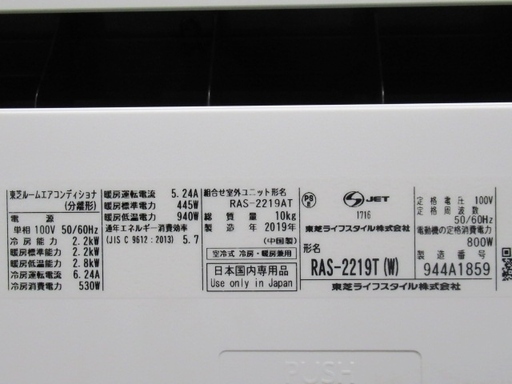 東芝ルームエアコンディショナ
(分離形)
電源
単相 100V 50/60Hz
冷房能力 2.2kW
暖房標準能力 2.2kW
暖房低温能力 2.8kW
冷房運転電流 6.24A
冷房消費電力 530W
暖房運転電流 5.24A
暖房標準電力 445W
暖房低温電力 940W
通年エネルギー消費効率
(JIS C 9612:2013) 5.7
組合せ室外ユニット形名
RAS-2219AT
総質量 10kg
製造年 2019年
(中国製)
空冷式 冷房・暖房兼用
日本国内専用品
Use only in Japan
PS
E
JET
1716
東芝ライフスタイル株式会社
形名
RAS-2219T(W)
東芝ライフスタイル株式会社
定格電圧 100V
定格周波数
50/60Hz
電動機の定格消費電力
800W
製造番号
944A1859
PUSH